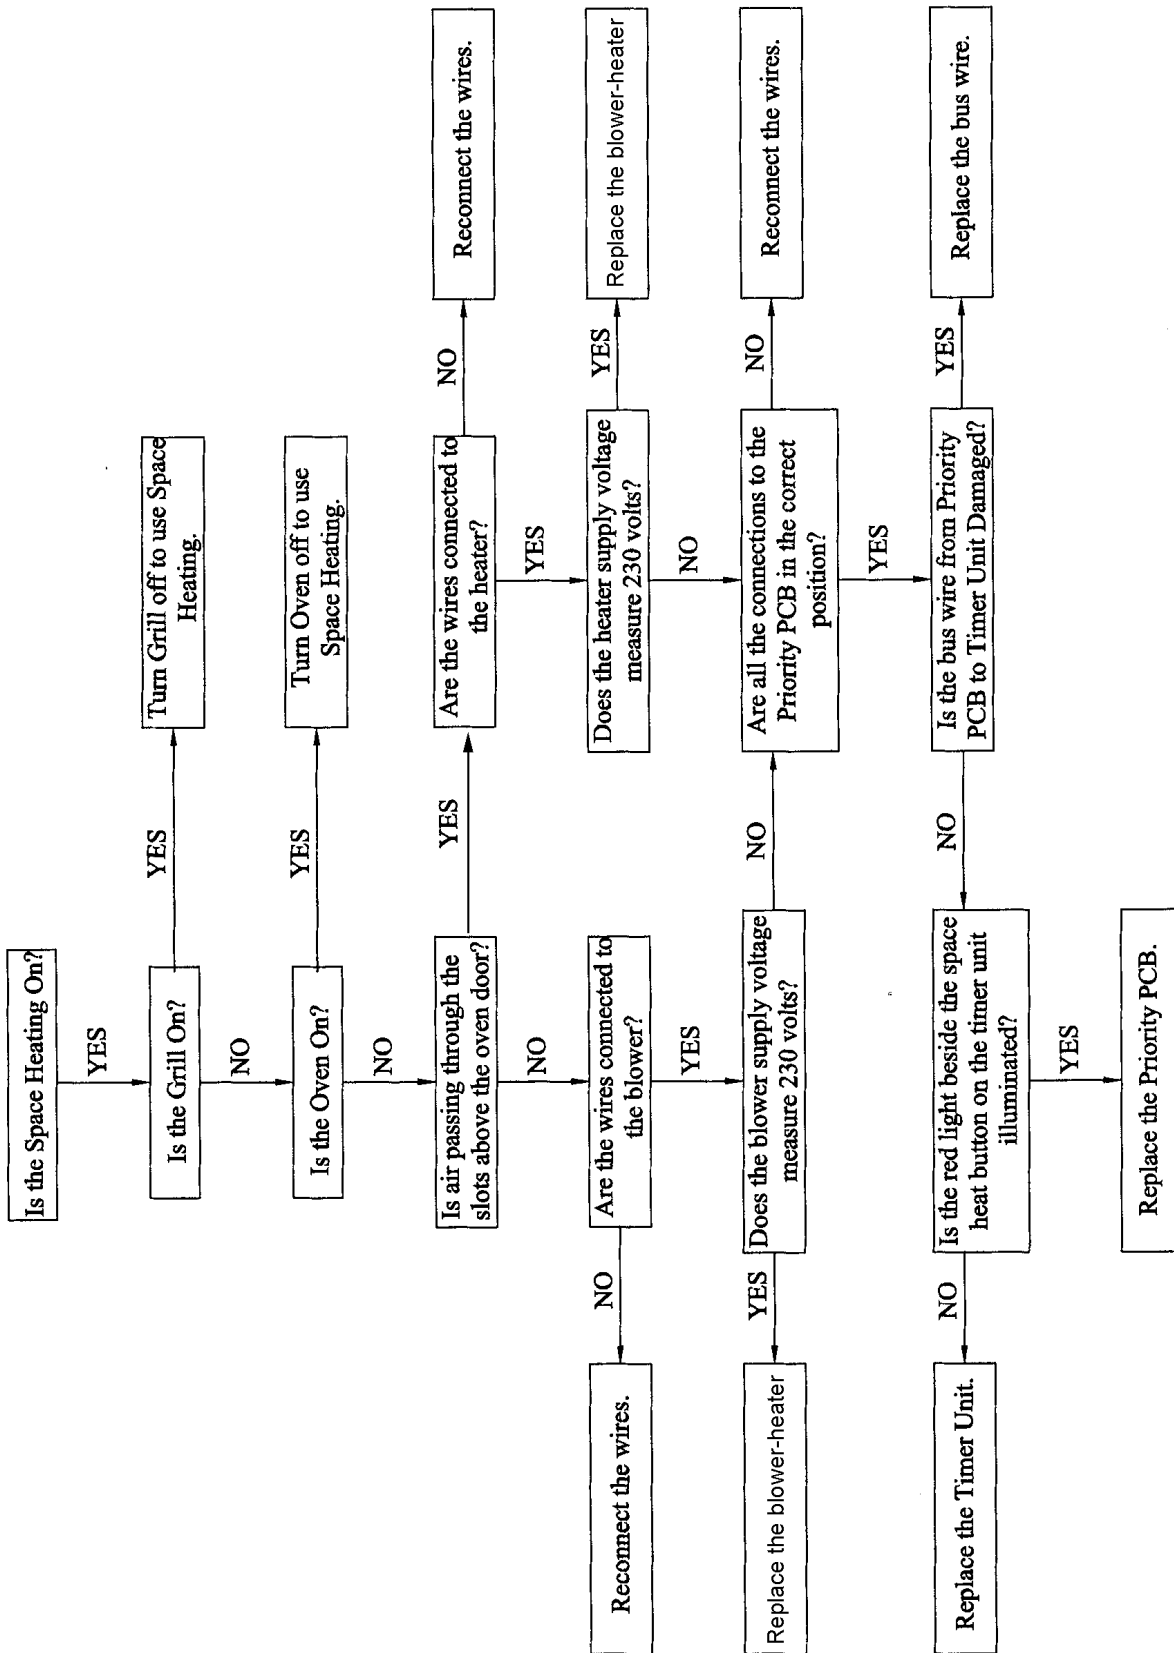 Is the Space Heating On?
YES
Is the Grill On?
YES
Turn Grill off to use Space
Heating.
NO
Is the Oven On?
YES
Turn Oven off to use
Space Heating.
NO
Is air passing through the
slots above the oven door?
YES
Are the wires connected to
the heater?
NO
Reconnect the wires.
NO
YES
Reconnect the wires.
NO
Are the wires connected to
the blower?
Does the heater supply voltage
measure 230 volts?
YES
Replace the blower-heater
YES
NO
Replace the blower-heater
YES
Does the blower supply voltage
measure 230 volts?
NO
Are all the connections to the
Priority PCB in the correct
position?
NO
Reconnect the wires.
YES
Replace the Timer Unit.
NO
Is the red light beside the space
heat button on the timer unit
illuminated?
NO
Is the bus wire from Priority
PCB to Timer Unit Damaged?
YES
Replace the bus wire.
YES
Replace the Priority PCB.